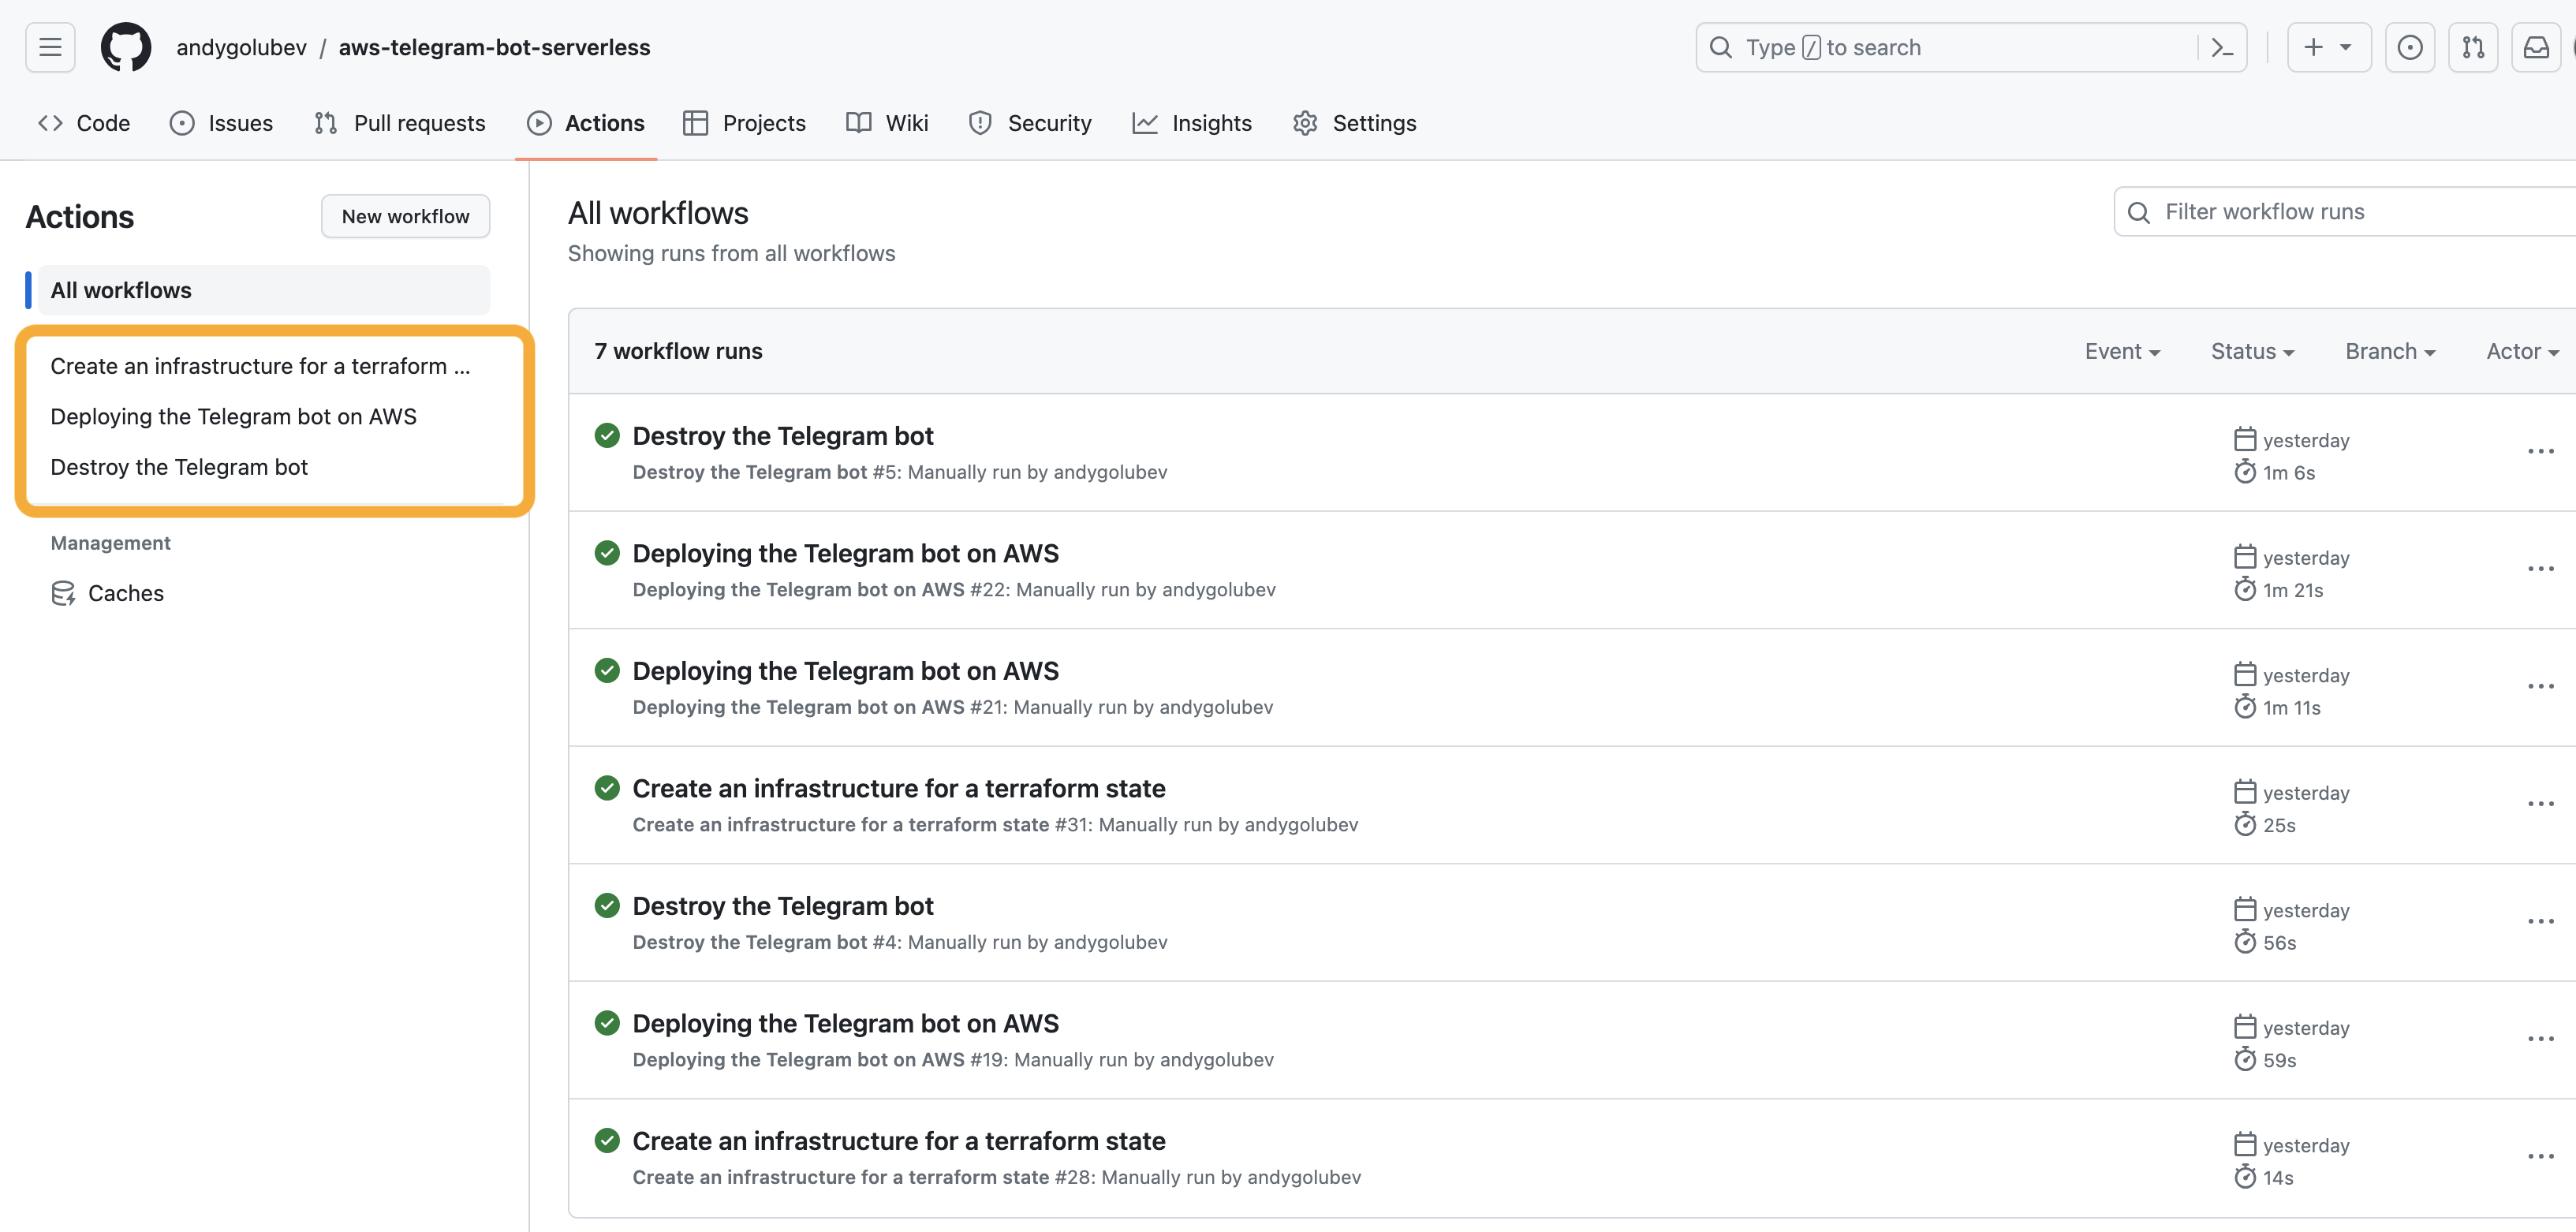 andygolubev / aws-telegram-bot-serverless
Type / to search
Code
Issues
Pull requests
Actions
Projects
Wiki
Security
Insights
Settings
Actions
New workflow
All workflows
Create an infrastructure for a terraform ...
Deploying the Telegram bot on AWS
Destroy the Telegram bot
Management
Caches
All workflows
Showing runs from all workflows
Filter workflow runs
7 workflow runs
Event
Status
Branch
Actor
Destroy the Telegram bot
Destroy the Telegram bot #5: Manually run by andygolubev
yesterday
1m 6s
Deploying the Telegram bot on AWS
Deploying the Telegram bot on AWS #22: Manually run by andygolubev
yesterday
1m 21s
Deploying the Telegram bot on AWS
Deploying the Telegram bot on AWS #21: Manually run by andygolubev
yesterday
1m 11s
Create an infrastructure for a terraform state
Create an infrastructure for a terraform state #31: Manually run by andygolubev
yesterday
25s
Destroy the Telegram bot
Destroy the Telegram bot #4: Manually run by andygolubev
yesterday
56s
Deploying the Telegram bot on AWS
Deploying the Telegram bot on AWS #19: Manually run by andygolubev
yesterday
59s
Create an infrastructure for a terraform state
Create an infrastructure for a terraform state #28: Manually run by andygolubev
yesterday
14s